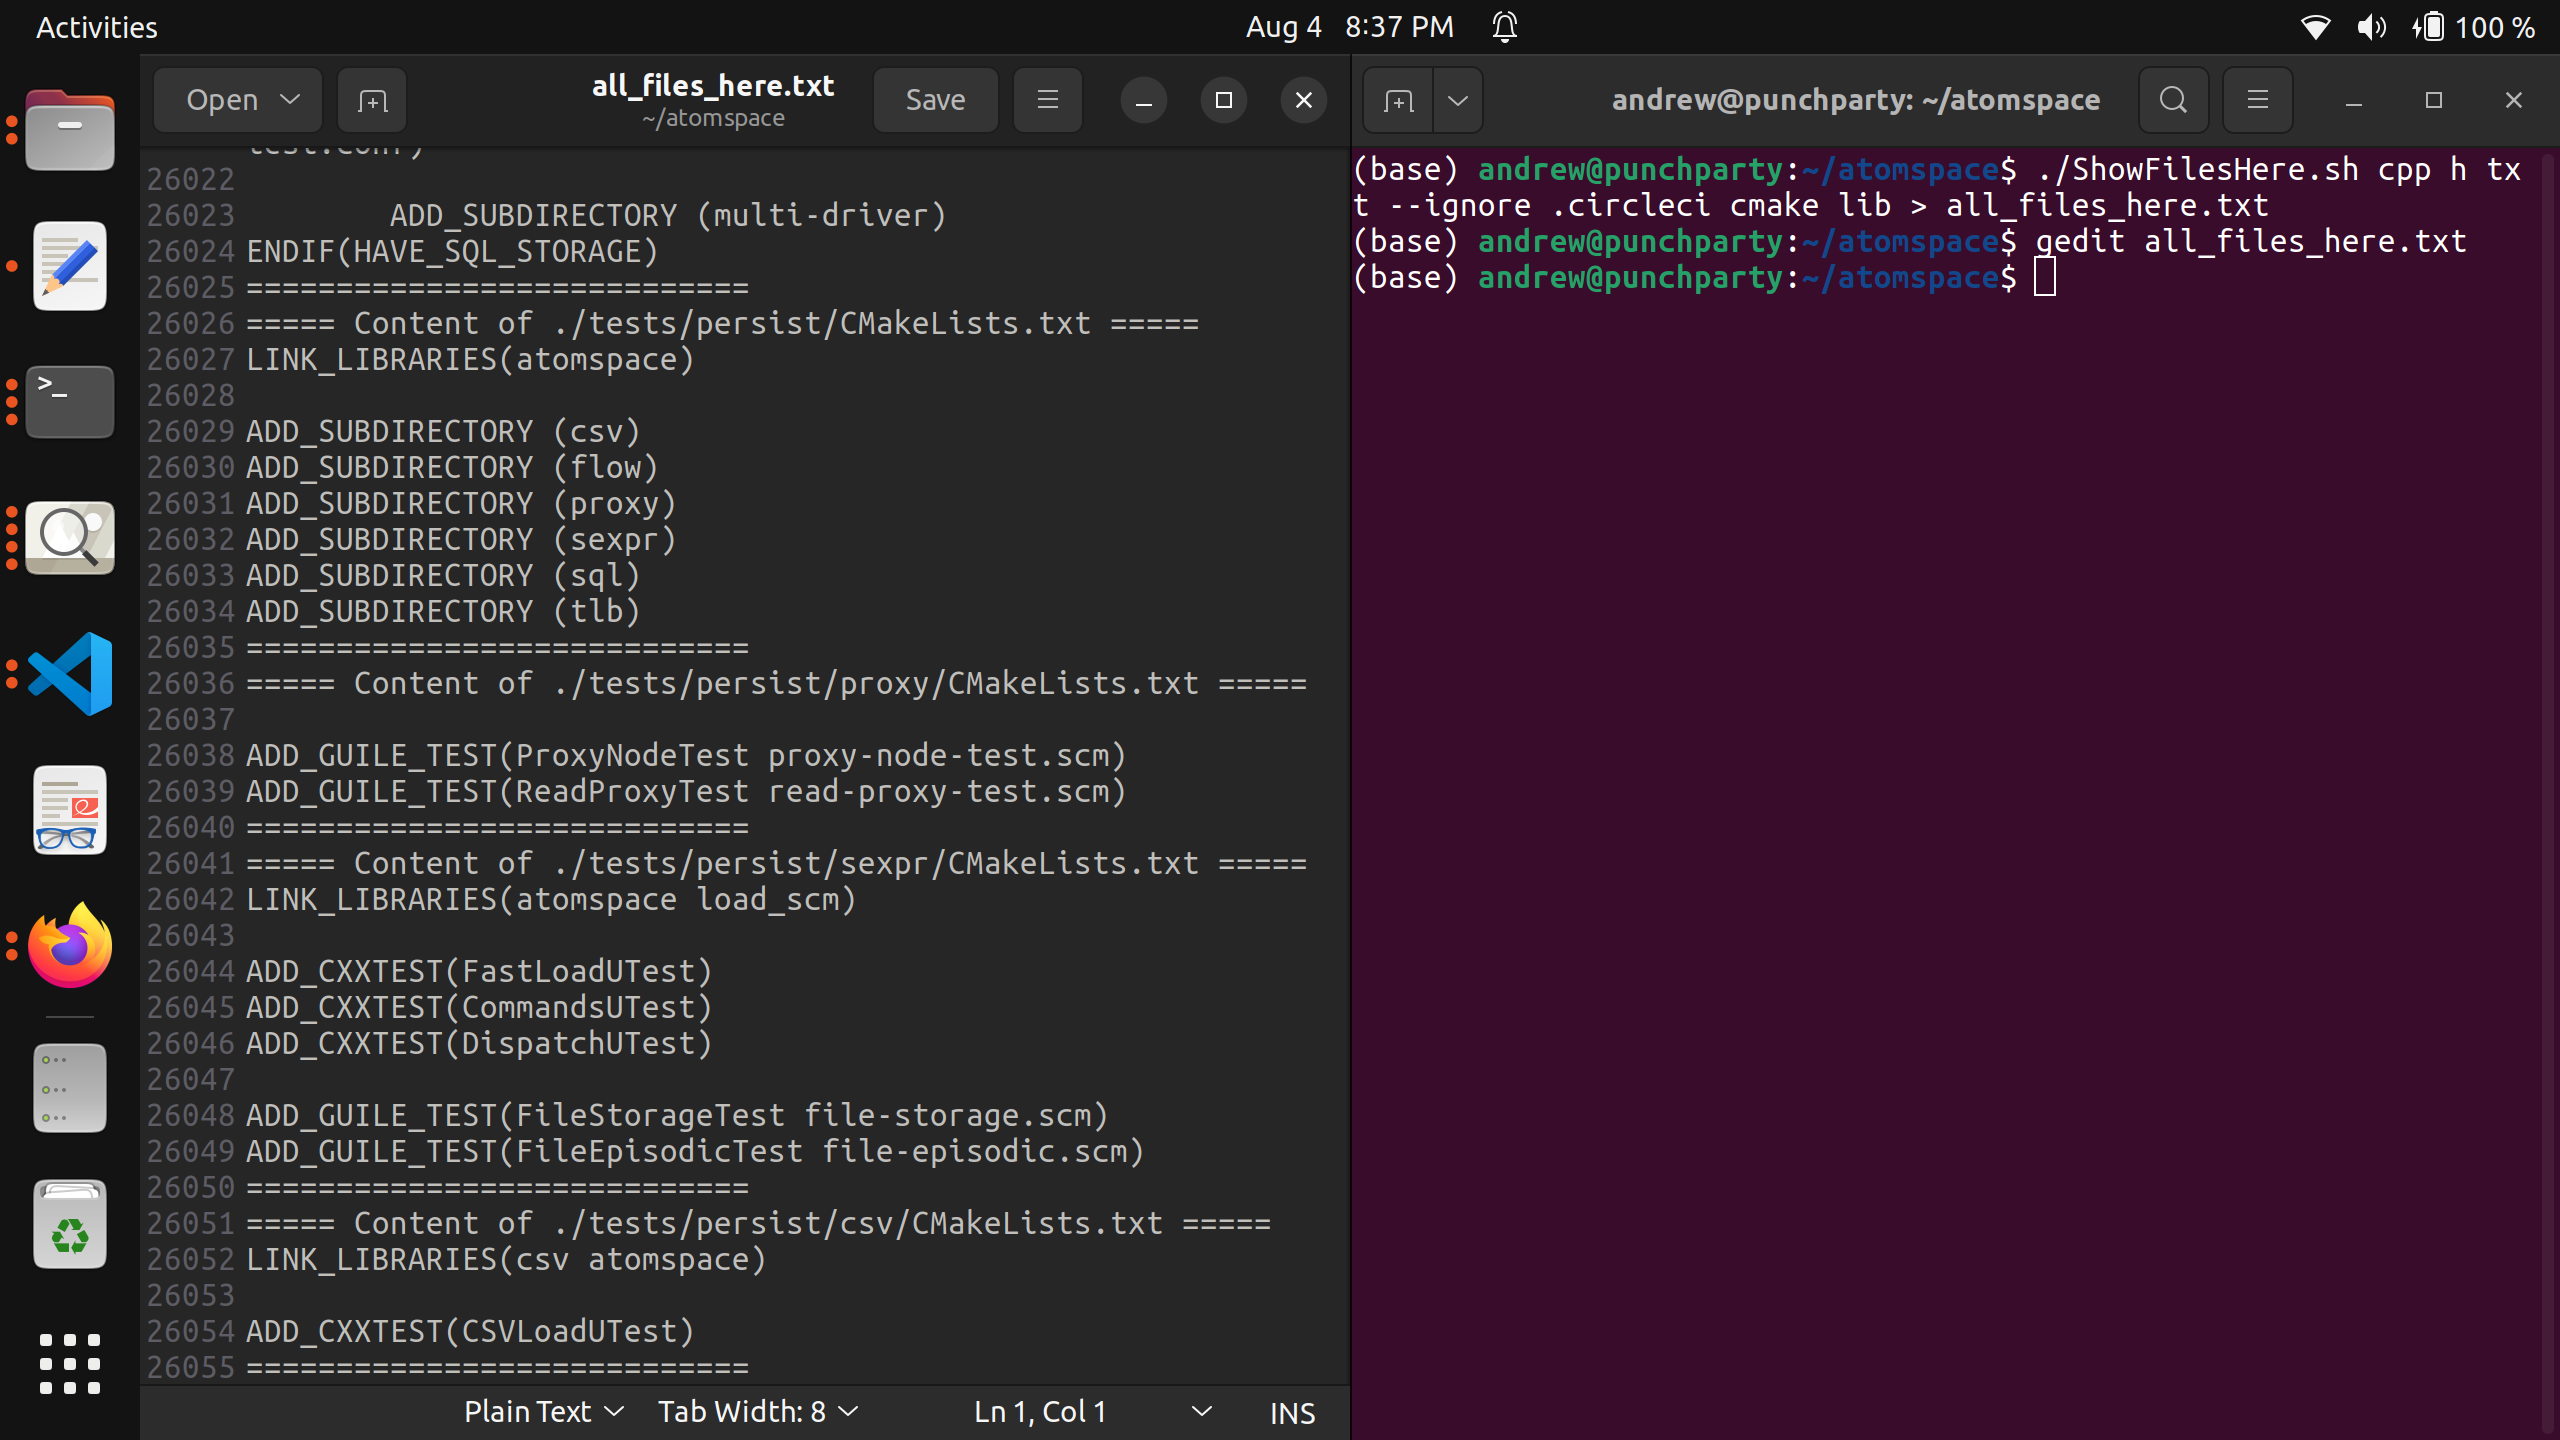 Activities
Aug 4 8:37 PM
100 %
Open
all_files_here.txt
~/atomspace
Save
test.conf)
26022
26023 ADD_SUBDIRECTORY (multi-driver)
26024 ENDIF(HAVE_SQL_STORAGE)
26025 ============================
26026 ===== Content of ./tests/persist/CMakeLists.txt =====
26027 LINK_LIBRARIES(atomspace)
26028
26029 ADD_SUBDIRECTORY (csv)
26030 ADD_SUBDIRECTORY (flow)
26031 ADD_SUBDIRECTORY (proxy)
26032 ADD_SUBDIRECTORY (sexpr)
26033 ADD_SUBDIRECTORY (sql)
26034 ADD_SUBDIRECTORY (tlb)
26035 ============================
26036 ===== Content of ./tests/persist/proxy/CMakeLists.txt =====
26037
26038 ADD_GUILE_TEST(ProxyNodeTest proxy-node-test.scm)
26039 ADD_GUILE_TEST(ReadProxyTest read-proxy-test.scm)
26040 ============================
26041 ===== Content of ./tests/persist/sexpr/CMakeLists.txt =====
26042 LINK_LIBRARIES(atomspace load_scm)
26043
26044 ADD_CXXTEST(FastLoadUTest)
26045 ADD_CXXTEST(CommandsUTest)
26046 ADD_CXXTEST(DispatchUTest)
26047
26048 ADD_GUILE_TEST(FileStorageTest file-storage.scm)
26049 ADD_GUILE_TEST(FileEpisodicTest file-episodic.scm)
26050 ============================
26051 ===== Content of ./tests/persist/csv/CMakeLists.txt =====
26052 LINK_LIBRARIES(csv atomspace)
26053
26054 ADD_CXXTEST(CSVLoadUTest)
26055 ============================
Plain Text
Tab Width: 8
Ln 1, Col 1
INS
andrew@punchparty: ~/atomspace
(base) andrew@punchparty:~/atomspace$ ./ShowFilesHere.sh cpp h tx
t --ignore .circleci cmake lib > all_files_here.txt
(base) andrew@punchparty:~/atomspace$ gedit all_files_here.txt
(base) andrew@punchparty:~/atomspace$